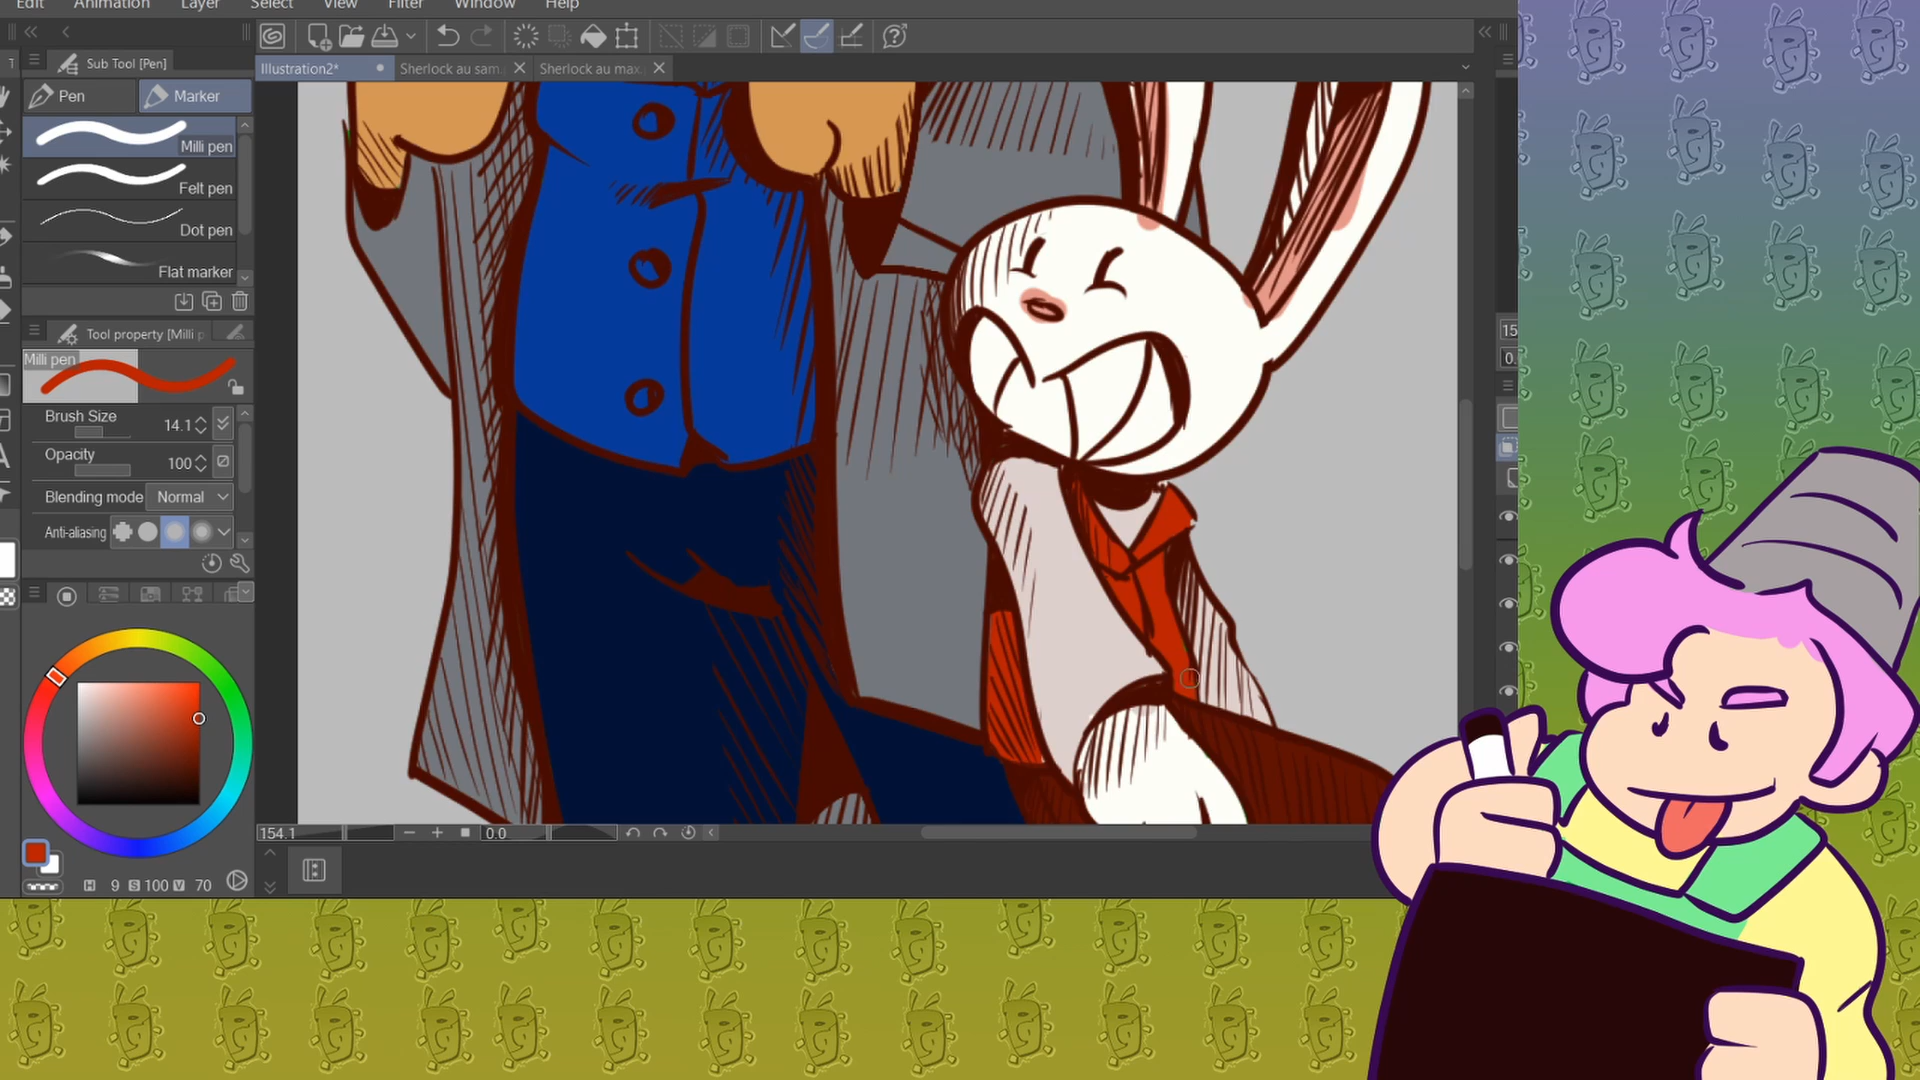 Edit Animation Layer Select View Filter Window Help
Sub Tool [Pen]
Illustration2* Sherlock au sam. Sherlock au max.
Pen Marker
Milli pen
Felt pen
Dot pen
Flat marker
Tool property [Milli p
Milli pen
Brush Size 14.1
Opacity 100
Blending mode Normal
Anti-aliasing
15
0.
154.1 0.0
H 9 S 100 V 70